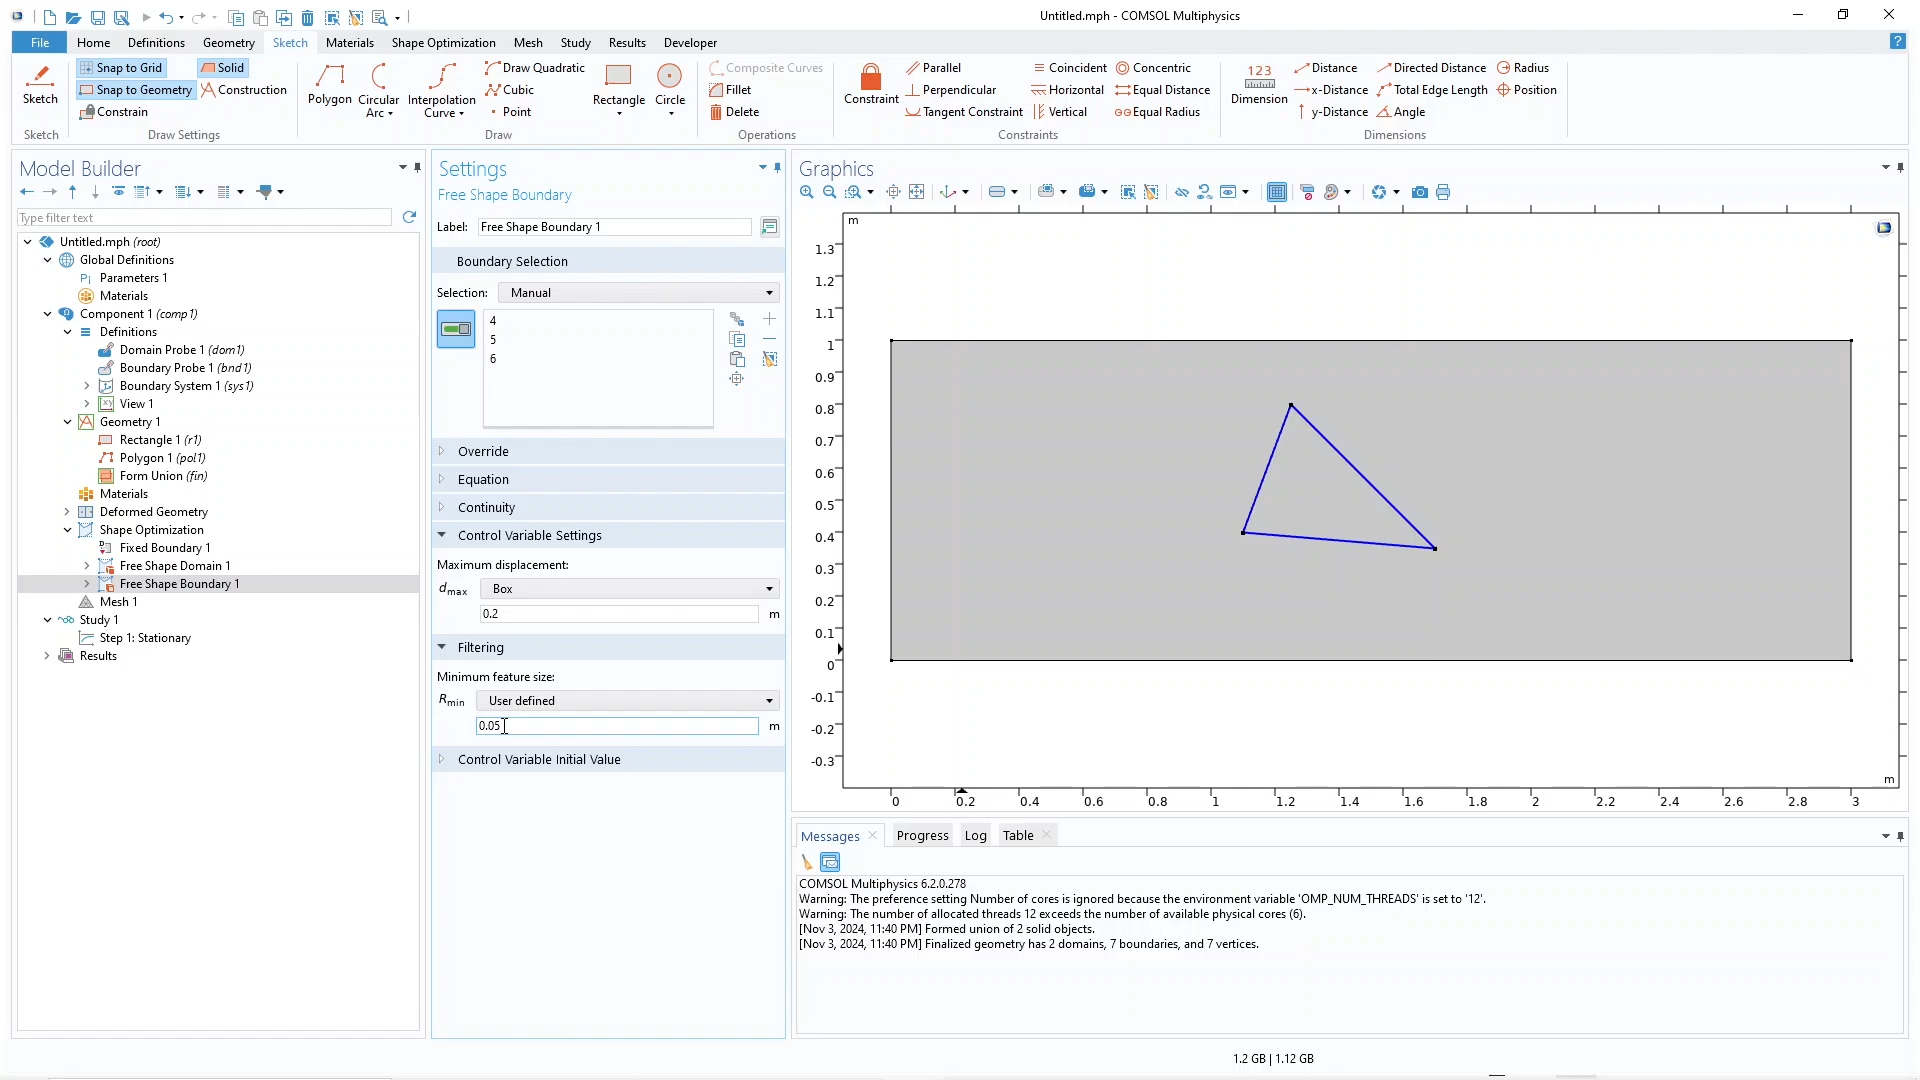 Untitled.mph - COMSOL Multiphysics
File Home Definitions Geometry Sketch Materials Shape Optimization Mesh Study Results Developer ?
Sketch
Sketch
Snap to Grid Solid
Snap to Geometry Construction
Constrain
Draw Settings
Polygon Circular Arc Interpolation Curve
Draw Quadratic
Cubic
Point
Rectangle Circle
Draw
Composite Curves
Fillet
Delete
Operations
Constraint
Parallel Coincident Concentric
Perpendicular Horizontal Equal Distance
Tangent Constraint Vertical Equal Radius
Constraints
123
Dimension
Distance Directed Distance Radius
x-Distance Total Edge Length Position
y-Distance Angle
Dimensions
Model Builder
Type filter text
Untitled.mph (root)
Global Definitions
Pi Parameters 1
Materials
Component 1 (comp1)
Definitions
Domain Probe 1 (dom1)
Boundary Probe 1 (bnd1)
Boundary System 1 (sys1)
View 1
Geometry 1
Rectangle 1 (r1)
Polygon 1 (pol1)
Form Union (fin)
Materials
Deformed Geometry
Shape Optimization
Fixed Boundary 1
Free Shape Domain 1
Free Shape Boundary 1
Mesh 1
Study 1
Step 1: Stationary
Results
Settings
Free Shape Boundary
Label: Free Shape Boundary 1
Boundary Selection
Selection: Manual
4
5
6
Override
Equation
Continuity
Control Variable Settings
Maximum displacement:
dmax Box
0.2 m
Filtering
Minimum feature size:
Rmin User defined
0.05 m
Control Variable Initial Value
Graphics
m
1.3
1.2
1.1
1
0.9
0.8
0.7
0.6
0.5
0.4
0.3
0.2
0.1
0
-0.1
-0.2
-0.3
m
0 0.2 0.4 0.6 0.8 1 1.2 1.4 1.6 1.8 2 2.2 2.4 2.6 2.8 3
Messages Progress Log Table
COMSOL Multiphysics 6.2.0.278
Warning: The preference setting Number of cores is ignored because the environment variable 'OMP_NUM_THREADS' is set to '12'.
Warning: The number of allocated threads 12 exceeds the number of available physical cores (6).
[Nov 3, 2024, 11:40 PM] Formed union of 2 solid objects.
[Nov 3, 2024, 11:40 PM] Finalized geometry has 2 domains, 7 boundaries, and 7 vertices.
1.2 GB | 1.12 GB